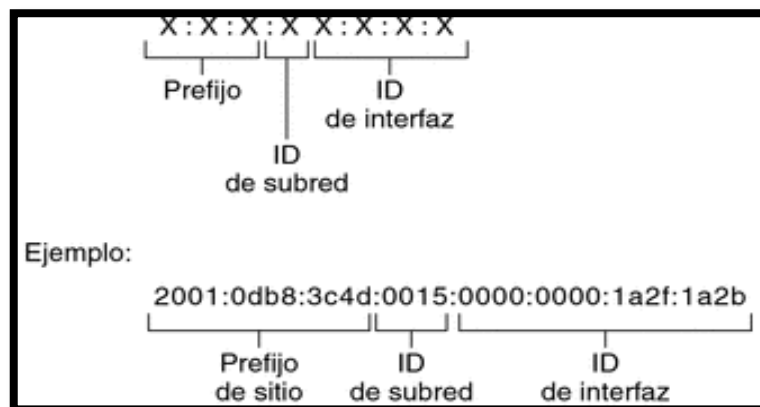 X:X:X:X X:X:X:X
Prefijo
ID
de interfaz
ID
de subred
Ejemplo:
2001:0db8:3c4d:0015:0000:0000:1a2f:1a2b
Prefijo
de sitio
ID
de subred
ID
de interfaz